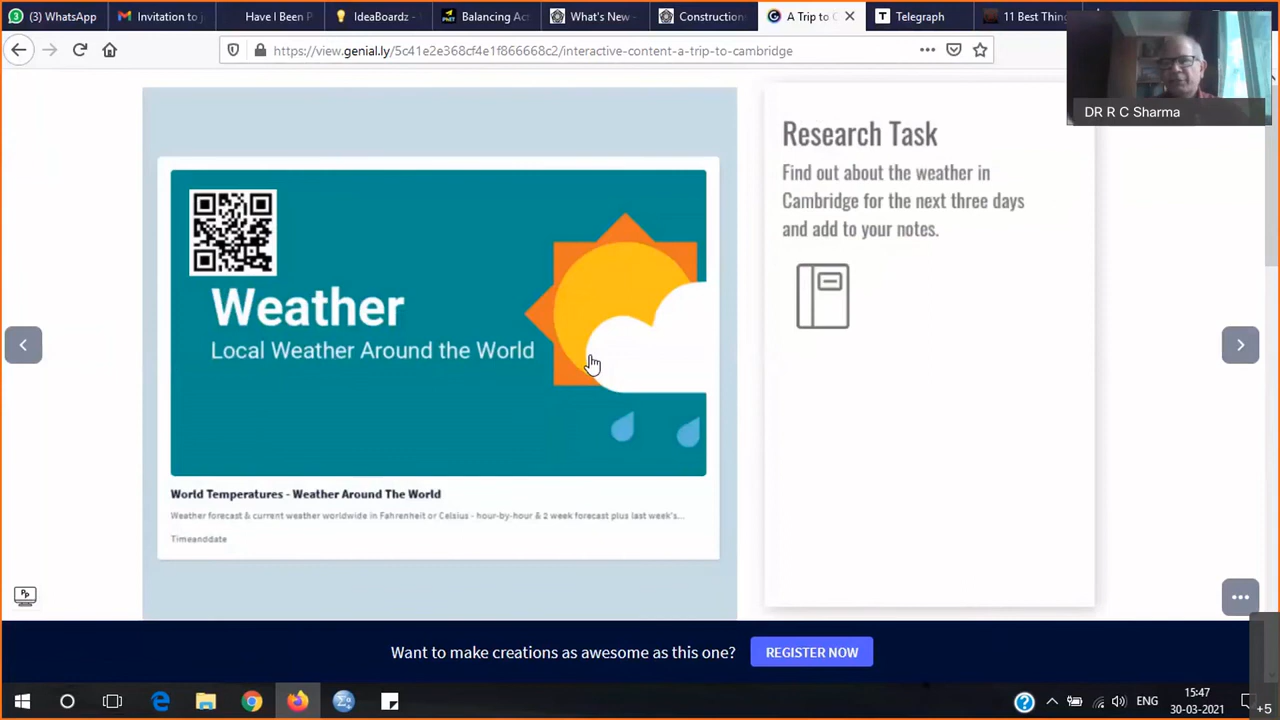 (3) WhatsApp
Invitation to j
Have I Been P
IdeaBoardz -
Balancing Act
What's New -
Construction
A Trip to C
Telegraph
11 Best Thing
https://view.genial.ly/5c41e2e368cf4e1f866668c2/interactive-content-a-trip-to-cambridge
DR R C Sharma
Research Task
Find out about the weather in
Cambridge for the next three days
and add to your notes.
Weather
Local Weather Around the World
World Temperatures - Weather Around The World
Weather forecast & current weather worldwide in Fahrenheit or Celsius - hour-by-hour & 2 week forecast plus last week's...
Timeanddate
Want to make creations as awesome as this one?
REGISTER NOW
ENG
15:47
30-03-2021
+5